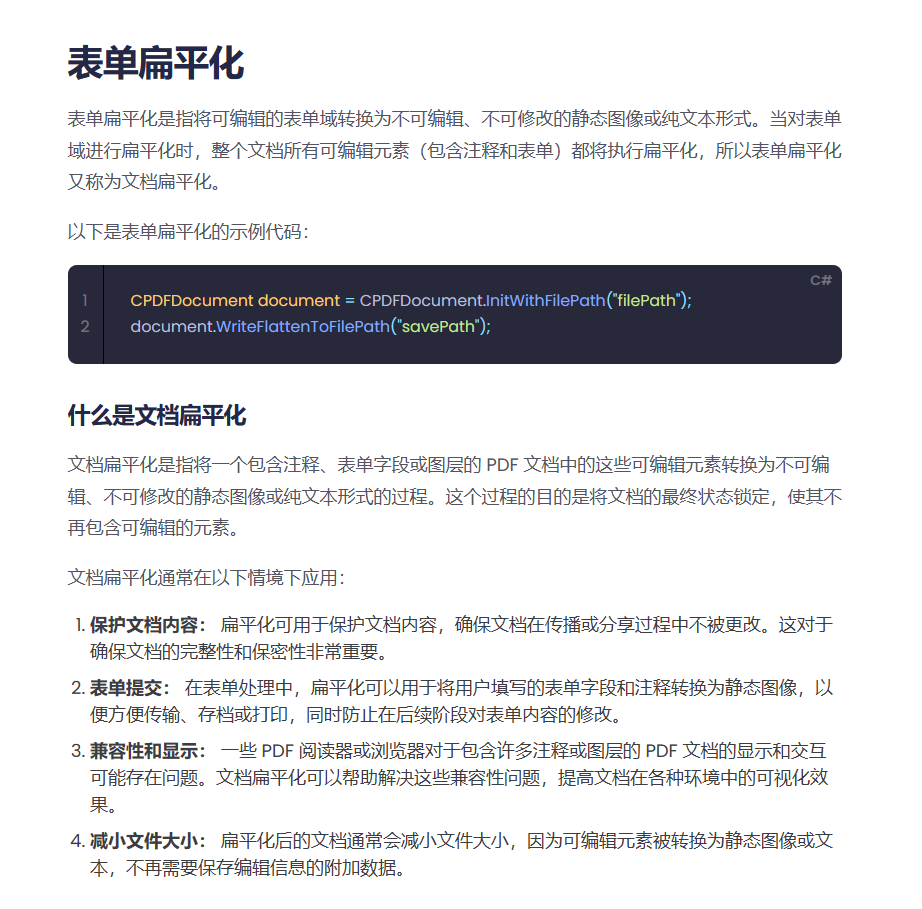 表单扁平化
表单扁平化是指将可编辑的表单域转换为不可编辑、不可修改的静态图像或纯文本形式。当对表单
域进行扁平化时，整个文档所有可编辑元素（包含注释和表单）都将执行扁平化，所以表单扁平化
又称为文档扁平化。
以下是表单扁平化的示例代码：
C#
1 CPDFDocument document = CPDFDocument.InitWithFilePath("filePath");
2 document.WriteFlattenToFilePath("savePath");
什么是文档扁平化
文档扁平化是指将一个包含注释、表单字段或图层的 PDF 文档中的这些可编辑元素转换为不可编
辑、不可修改的静态图像或纯文本形式的过程。这个过程的目的是将文档的最终状态锁定，使其不
再包含可编辑的元素。
文档扁平化通常在以下情境下应用：
1. 保护文档内容： 扁平化可用于保护文档内容，确保文档在传播或分享过程中不被更改。这对于
确保文档的完整性和保密性非常重要。
2. 表单提交： 在表单处理中，扁平化可以用于将用户填写的表单字段和注释转换为静态图像，以
便方便传输、存档或打印，同时防止在后续阶段对表单内容的修改。
3. 兼容性和显示： 一些 PDF 阅读器或浏览器对于包含许多注释或图层的 PDF 文档的显示和交互
可能存在问题。文档扁平化可以帮助解决这些兼容性问题，提高文档在各种环境中的可视化效
果。
4. 减小文件大小： 扁平化后的文档通常会减小文件大小，因为可编辑元素被转换为静态图像或文
本，不再需要保存编辑信息的附加数据。